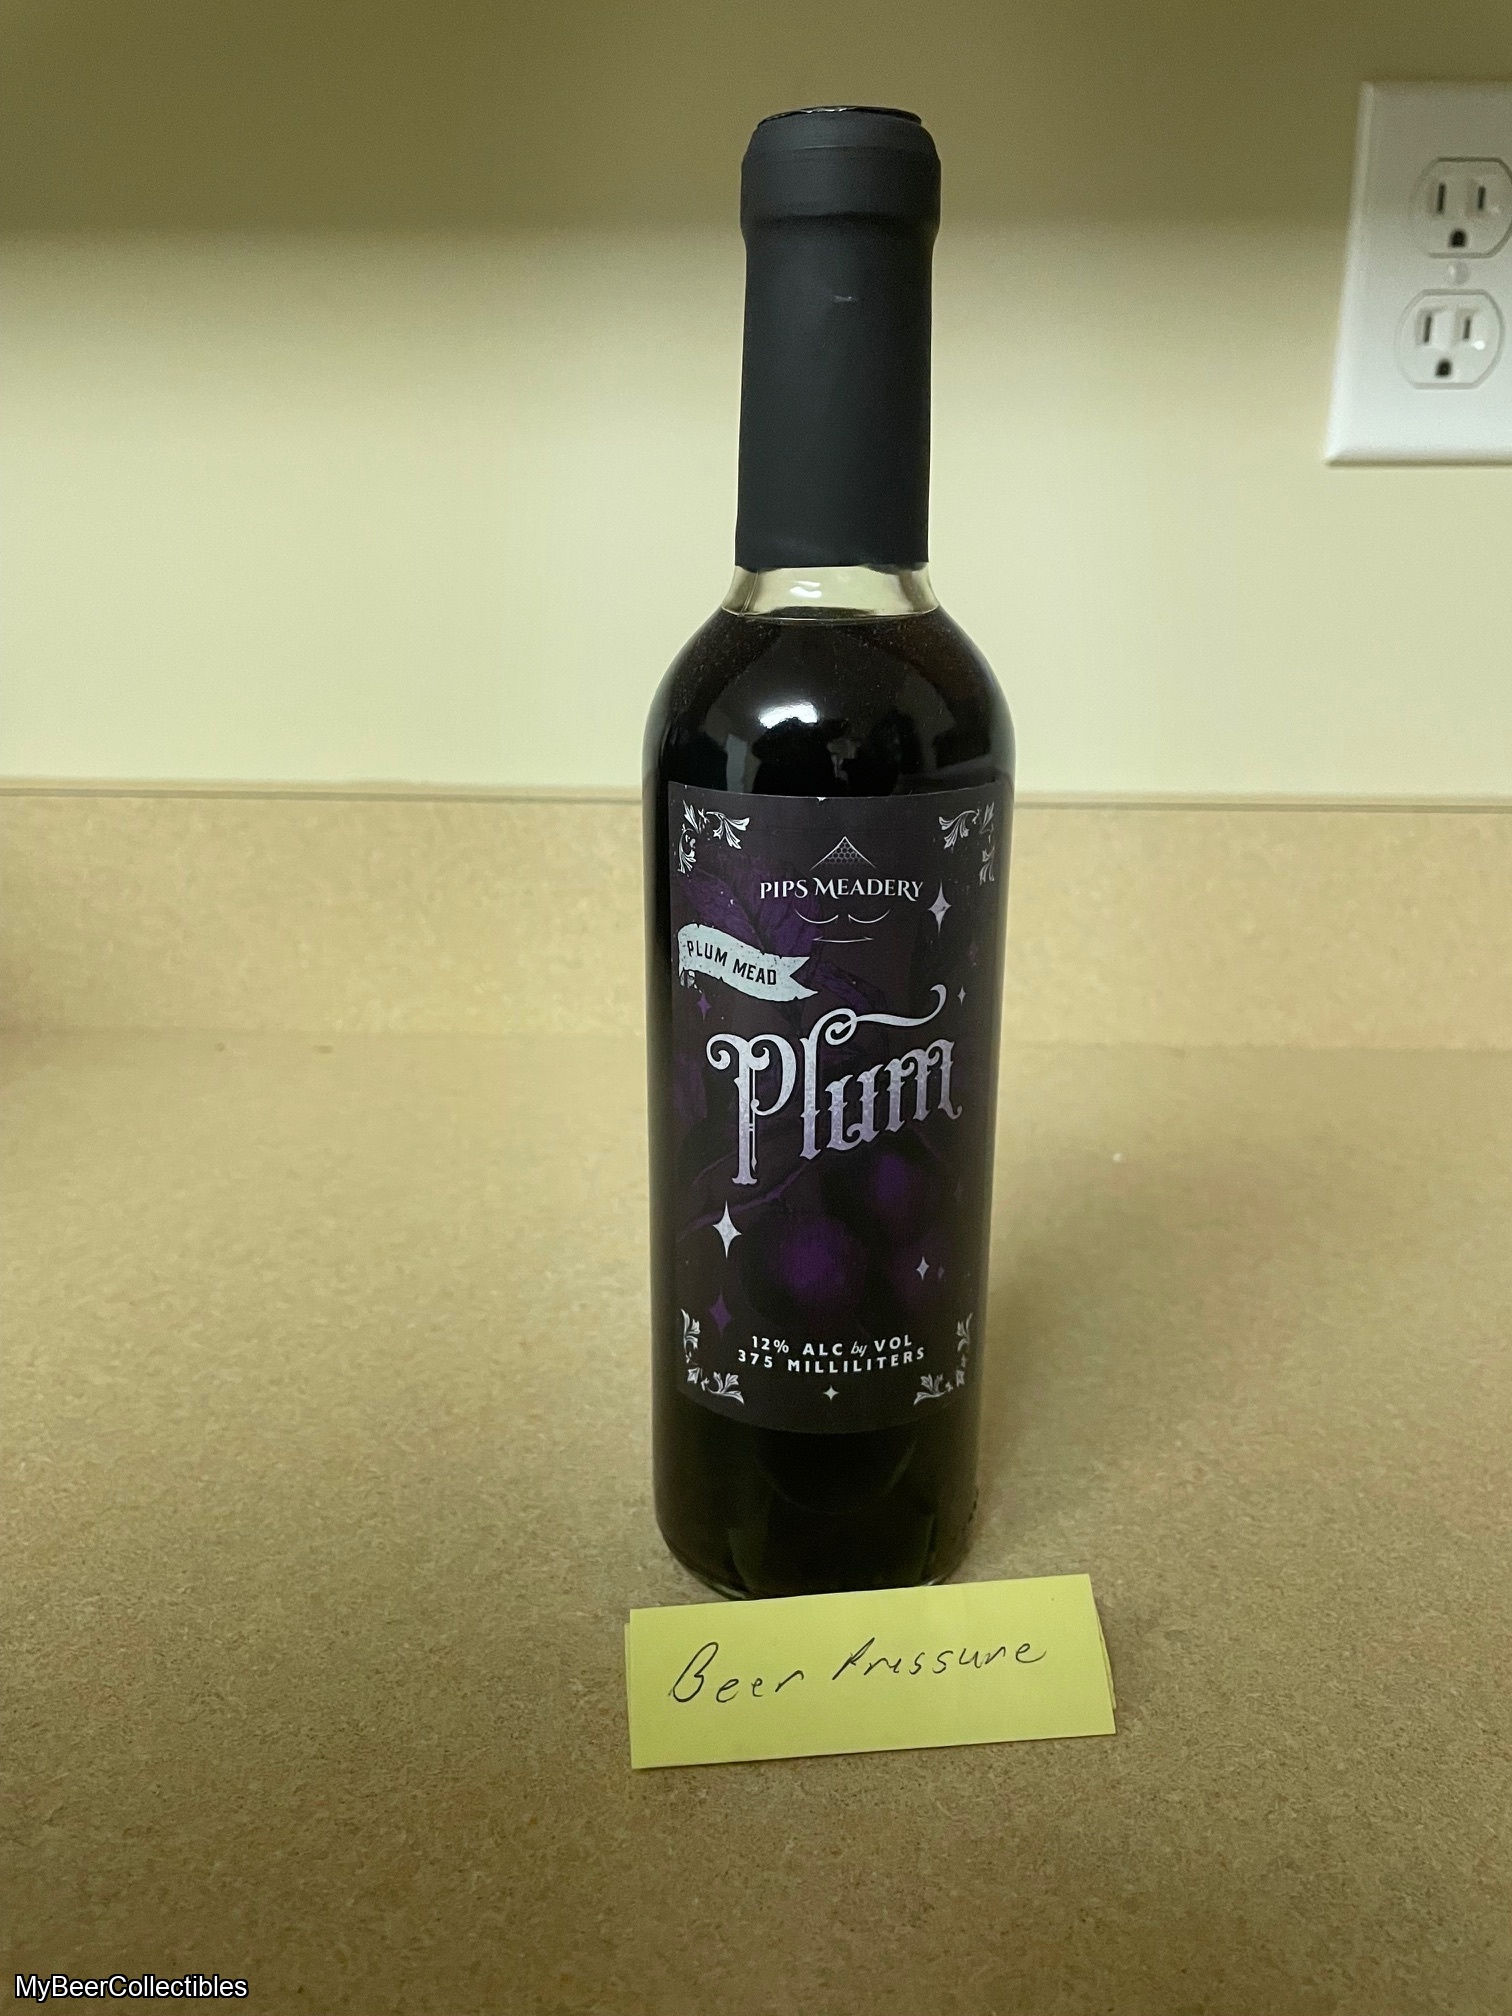 PIPS MEADERY
PLUM MEAD
Plum
12% ALC by VOL
375 MILLILITERS
Beer Pressure
MyBeerCollectibles